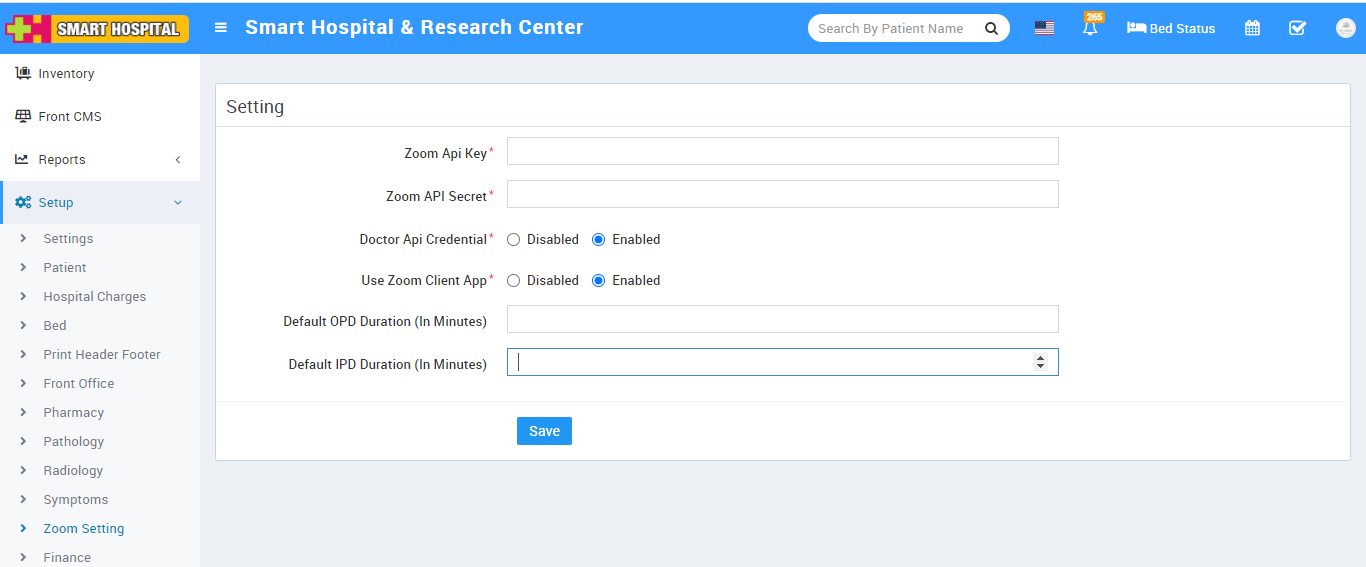 SMART HOSPITAL
Smart Hospital & Research Center
Search By Patient Name
265
Bed Status
Inventory
Front CMS
Reports
Setup
Settings
Patient
Hospital Charges
Bed
Print Header Footer
Front Office
Pharmacy
Pathology
Radiology
Symptoms
Zoom Setting
Finance
Setting
Zoom Api Key*
Zoom API Secret*
Doctor Api Credential* Disabled Enabled
Use Zoom Client App* Disabled Enabled
Default OPD Duration (In Minutes)
Default IPD Duration (In Minutes)
Save